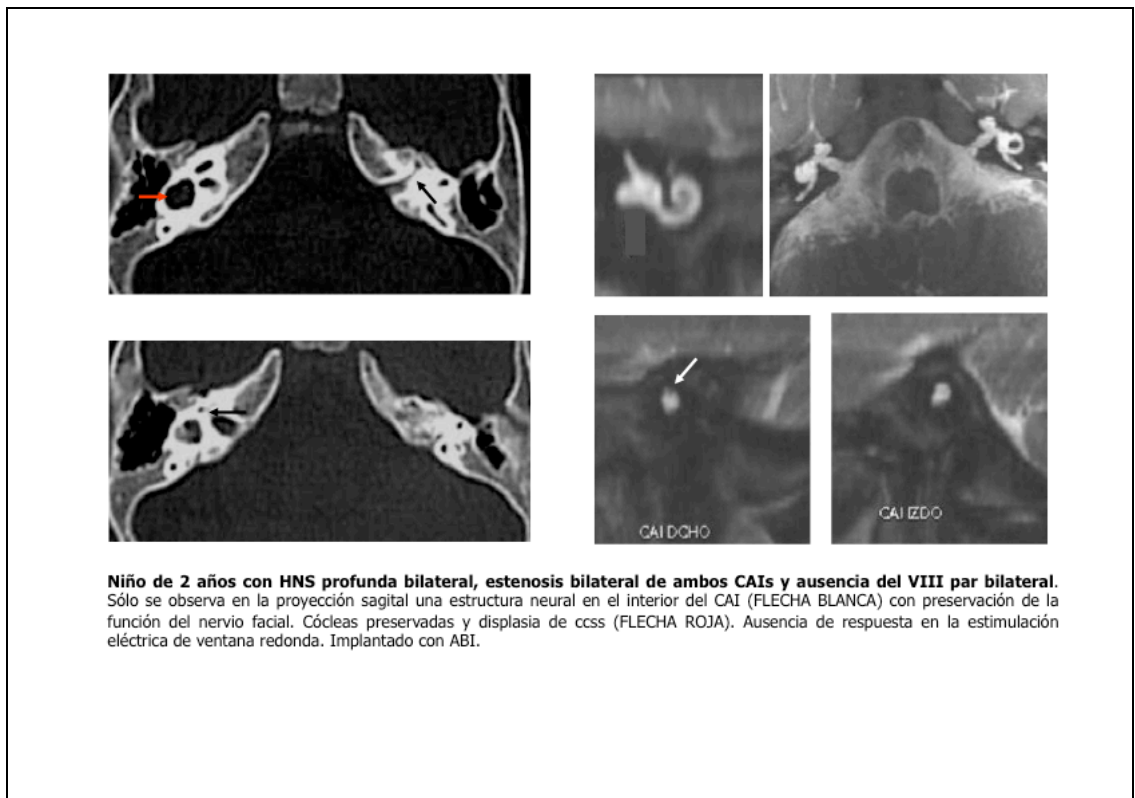 CAI DCHO
CAI IZDO
Niño de 2 años con HNS profunda bilateral, estenosis bilateral de ambos CAIs y ausencia del VIII par bilateral.
Sólo se observa en la proyección sagital una estructura neural en el interior del CAI (FLECHA BLANCA) con preservación de la
función del nervio facial. Cócleas preservadas y displasia de ccss (FLECHA ROJA). Ausencia de respuesta en la estimulación
eléctrica de ventana redonda. Implantado con ABI.